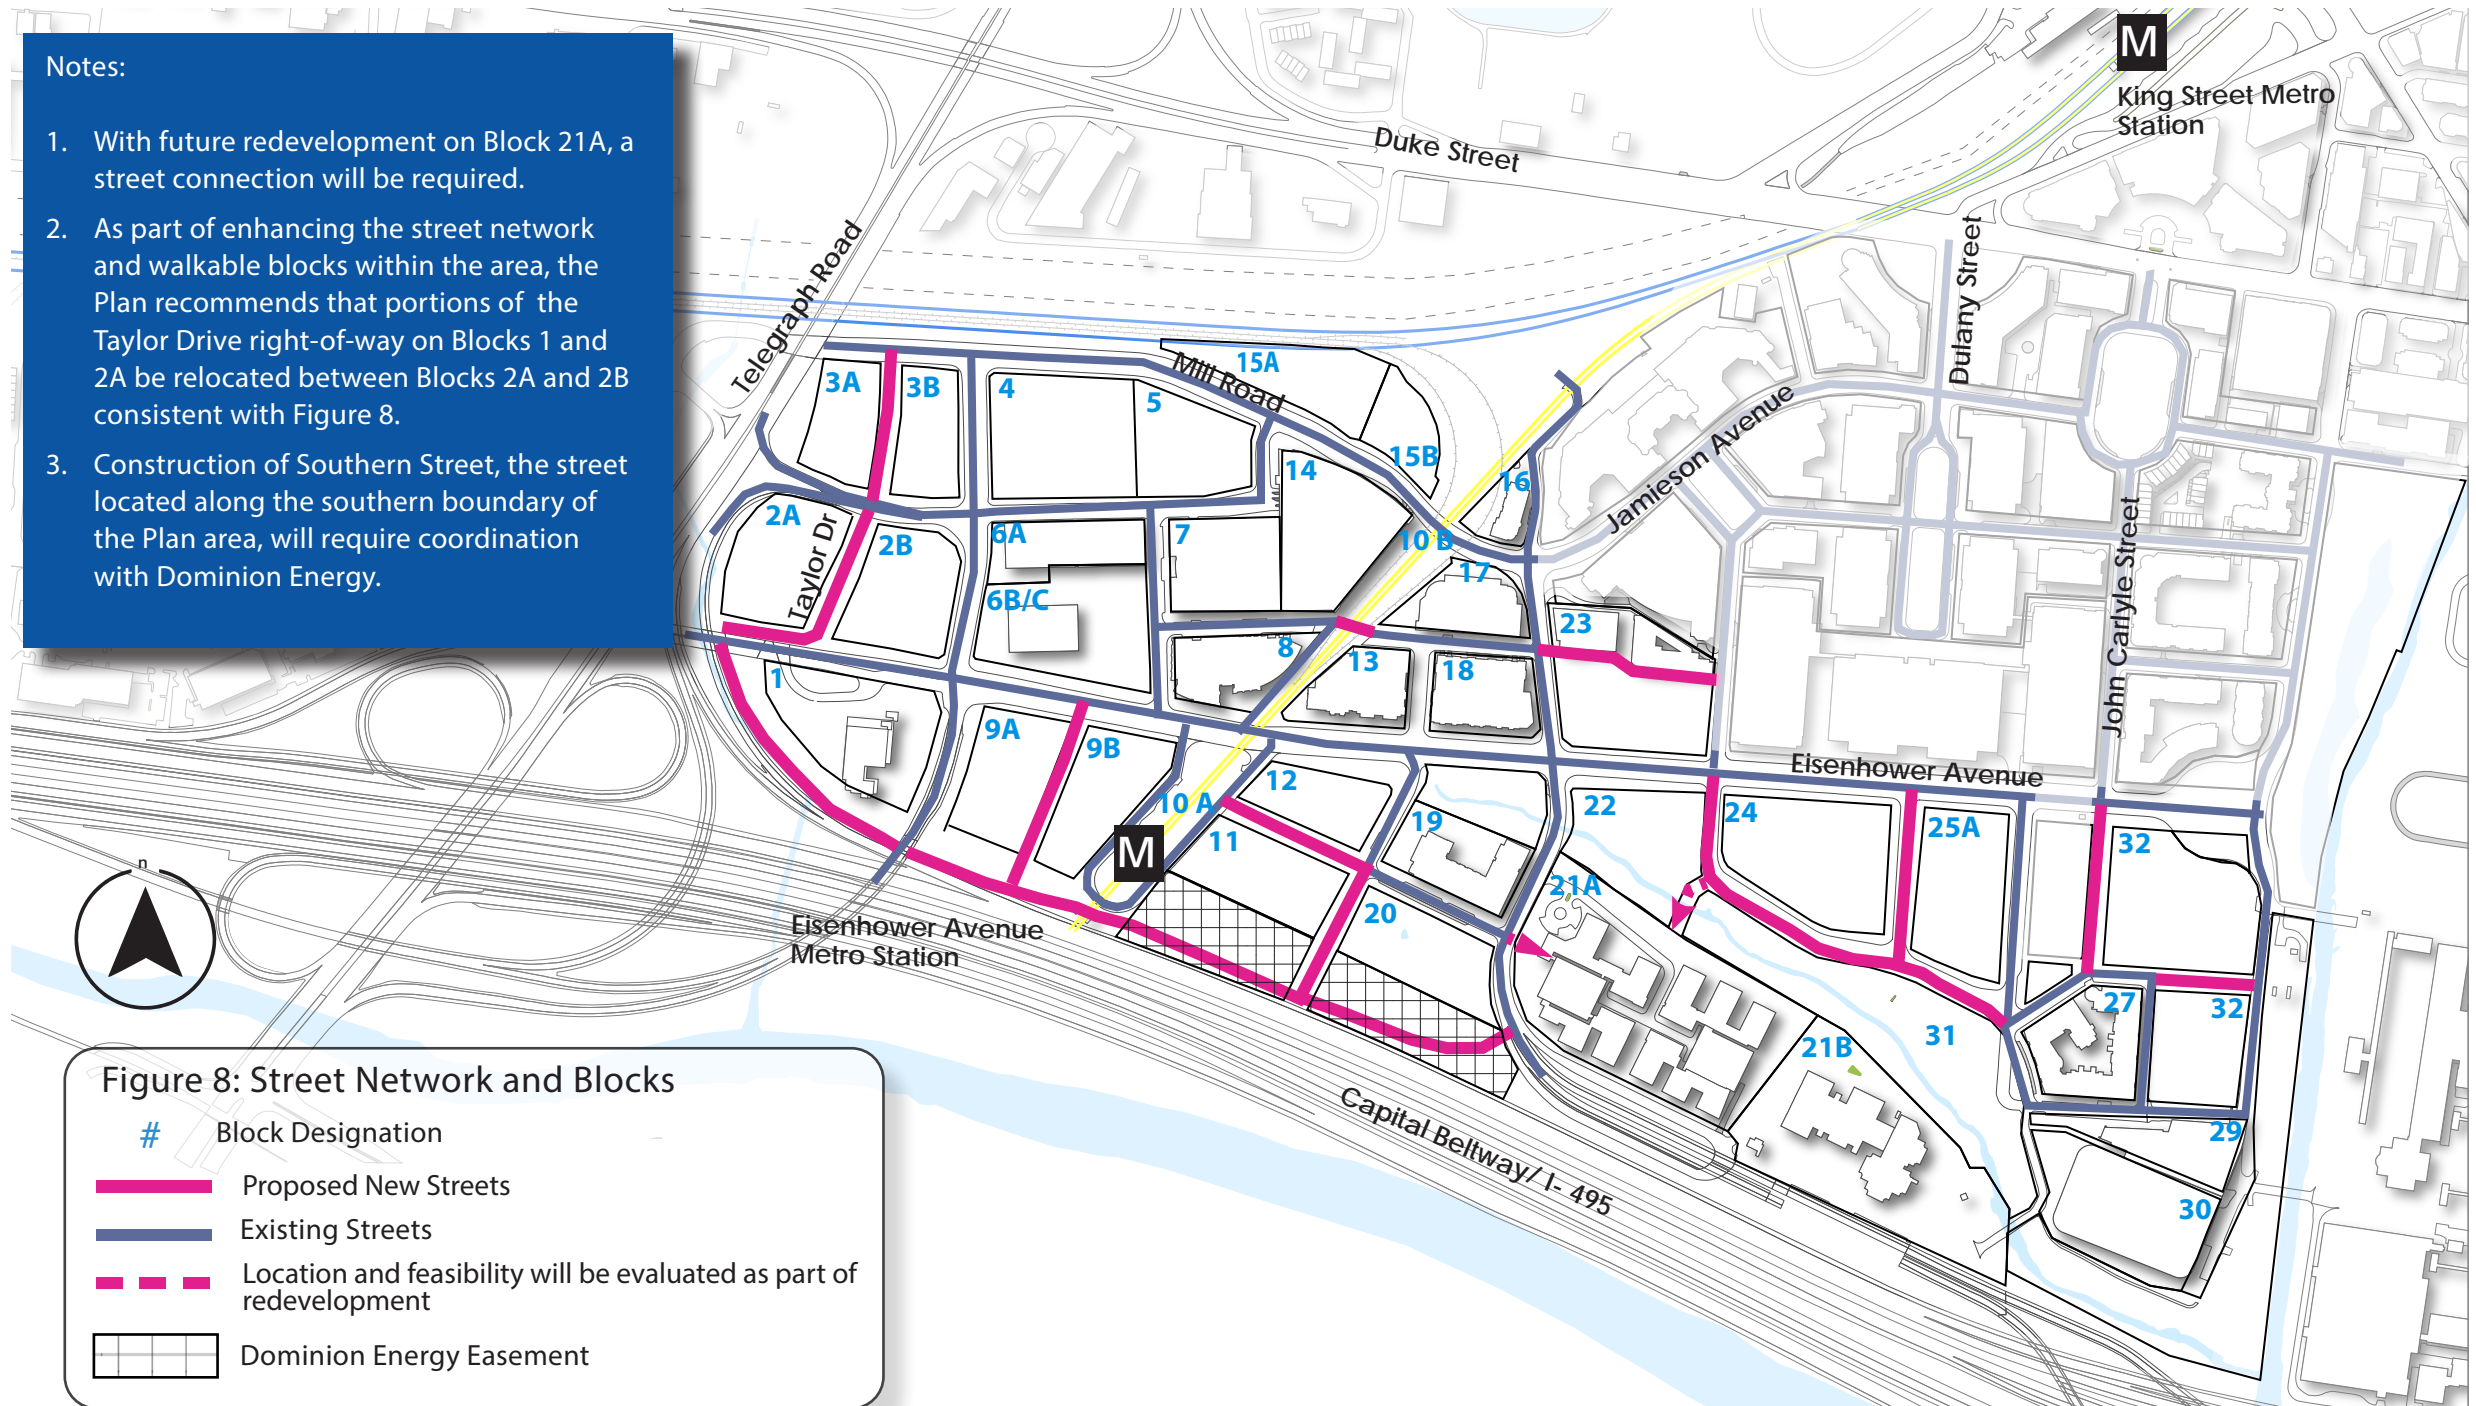 Notes:
1. With future redevelopment on Block 21A, a
street connection will be required.
2. As part of enhancing the street network
and walkable blocks within the area, the
Plan recommends that portions of the
Taylor Drive right-of-way on Blocks 1 and
2A be relocated between Blocks 2A and 2B
consistent with Figure 8.
3. Construction of Southern Street, the street
located along the southern boundary of
the Plan area, will require coordination
with Dominion Energy.
M
King Street Metro
Station
Duke Street
Telegraph Road
Dulany Street
Mill Road
Jamieson Avenue
John Carlyle Street
Taylor Dr
Eisenhower Avenue
15A
3A
3B
4
5
15B
14
16
2A
2B
6A
7
10 B
17
6B/C
23
8
13
18
1
9A
9B
12
10 A
22
24
25A
19
11
32
M
21A
20
Eisenhower Avenue
Metro Station
27
32
31
21B
29
30
Capital Beltway/ I- 495
n
Figure 8: Street Network and Blocks
# Block Designation
Proposed New Streets
Existing Streets
Location and feasibility will be evaluated as part of
redevelopment
Dominion Energy Easement